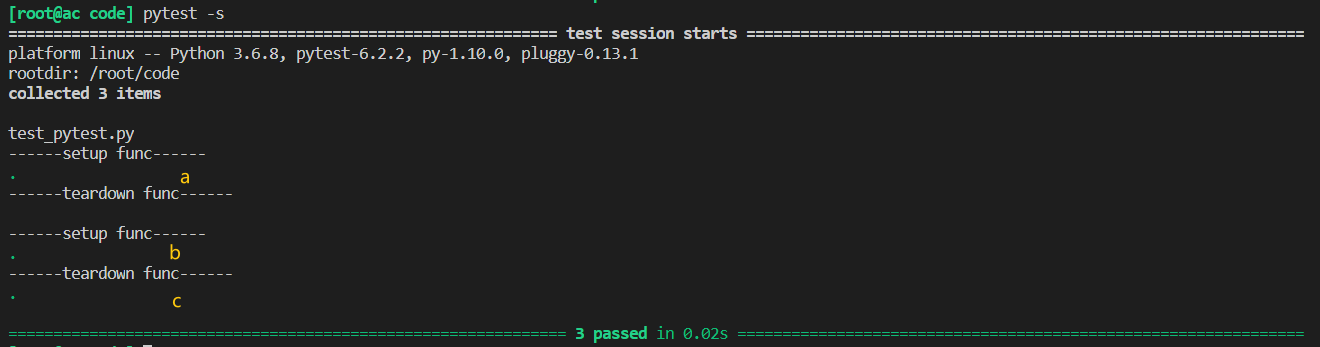 [root@ac code] pytest -s
============================================================== test session starts ==============================================================
platform linux -- Python 3.6.8, pytest-6.2.2, py-1.10.0, pluggy-0.13.1
rootdir: /root/code
collected 3 items
test_pytest.py
------setup func------
. a
------teardown func------
------setup func------
. b
------teardown func------
. c
=============================================================== 3 passed in 0.02s ===============================================================